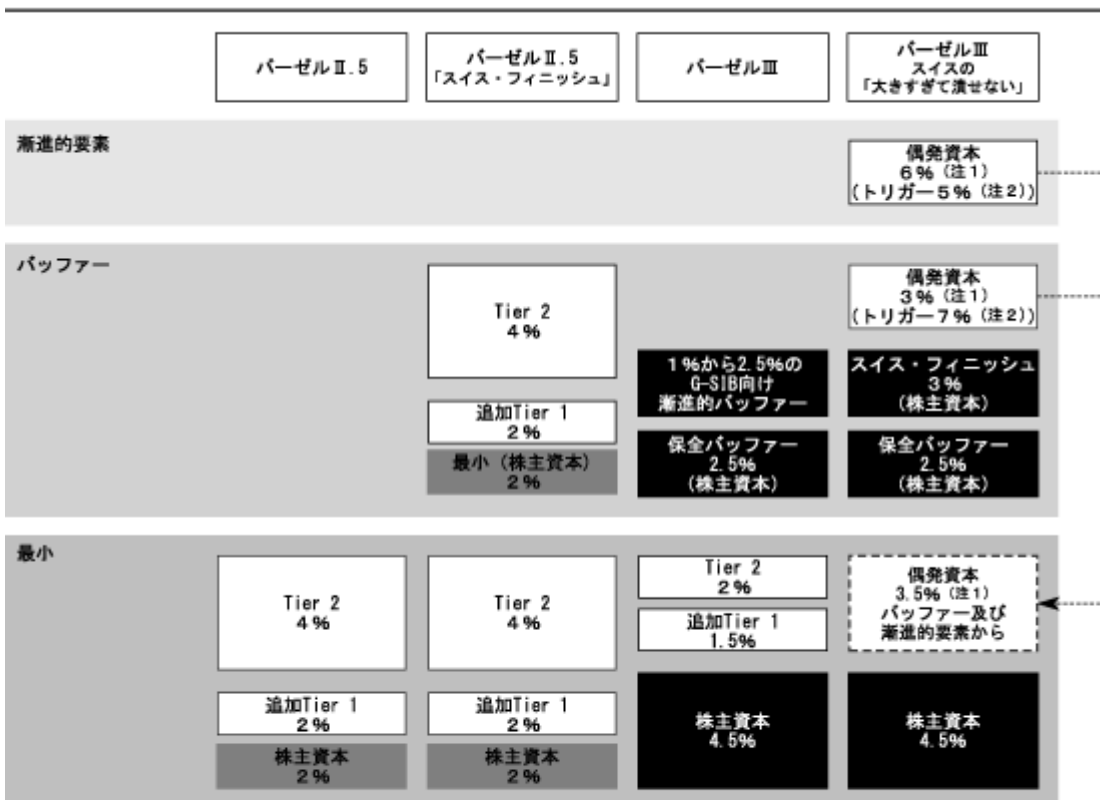 バーゼルⅡ.5
バーゼルⅡ.5
「スイス・フィニッシュ」
バーゼルⅢ
バーゼルⅢ
スイスの
「大きすぎて潰せない」
漸進的要素
偶発資本
6%(注1)
(トリガー5%(注2))
バッファー
Tier 2
4%
追加Tier 1
2%
最小(株主資本)
2%
1%から2.5%の
G-SIB向け
漸進的バッファー
保全バッファー
2.5%
(株主資本)
偶発資本
3%(注1)
(トリガー7%(注2))
スイス・フィニッシュ
3%
(株主資本)
保全バッファー
2.5%
(株主資本)
最小
Tier 2
4%
追加Tier 1
2%
株主資本
2%
Tier 2
4%
追加Tier 1
2%
株主資本
2%
Tier 2
2%
追加Tier 1
1.5%
株主資本
4.5%
偶発資本
3.5%(注1)
バッファー及び
漸進的要素から
株主資本
4.5%